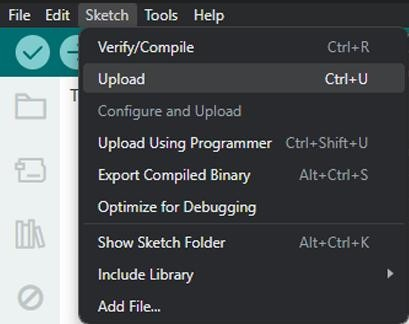 File Edit Sketch Tools Help
Verify/Compile Ctrl+R
Upload Ctrl+U
Configure and Upload
Upload Using Programmer Ctrl+Shift+U
Export Compiled Binary Alt+Ctrl+S
Optimize for Debugging
Show Sketch Folder Alt+Ctrl+K
Include Library
Add File...